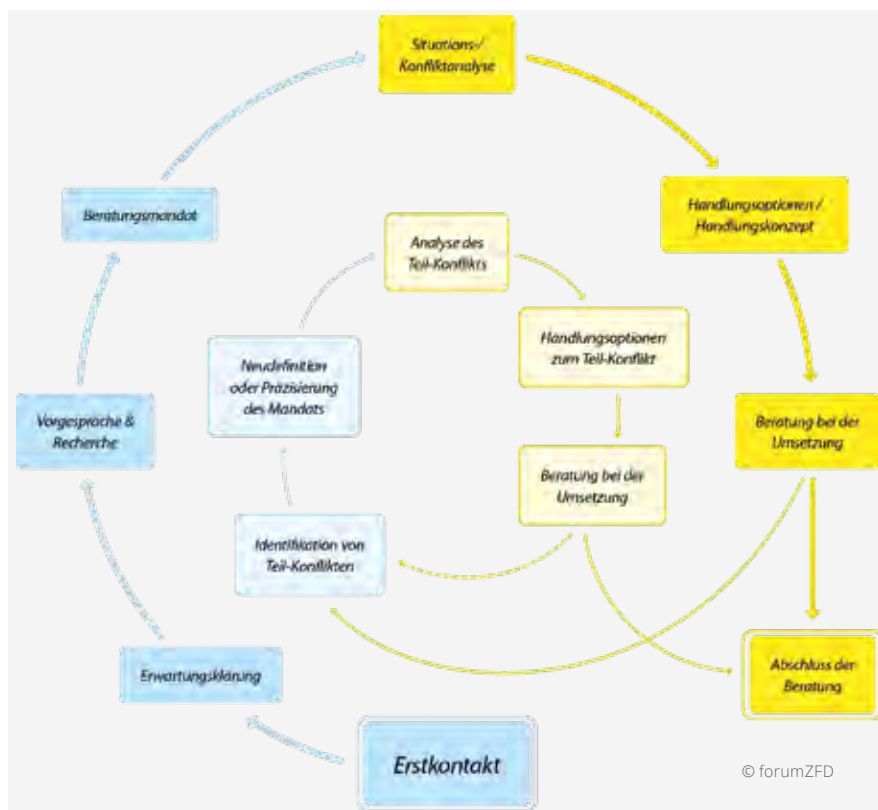 Situations-/
Konfliktanalyse
Beratungsmandat
Handlungsoptionen /
Handlungskonzept
Analyse des
Teil-Konflikts
Handlungsoptionen
zum Teil-Konflikt
Neudefinition
oder Präzisierung
des Mandats
Vorgespräche &
Recherche
Beratung bei der
Umsetzung
Beratung bei der
Umsetzung
Identifikation von
Teil-Konflikten
Erwartungsklärung
Abschluss der
Beratung
Erstkontakt
© forumZFD